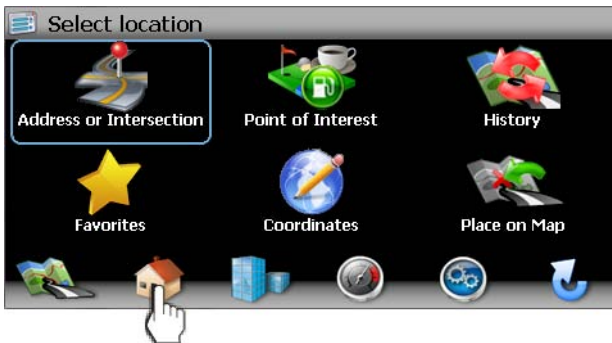 Select location
Address or Intersection
Point of Interest
History
Favorites
Coordinates
Place on Map